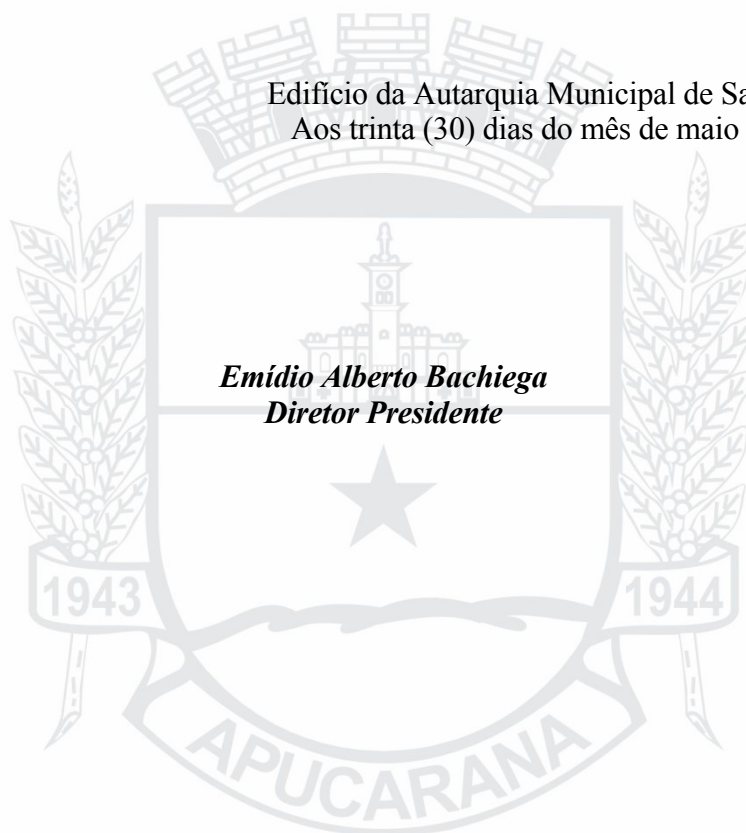 Edifício da Autarquia Municipal de
Aos trinta (30) dias do mês de maio
Emídio Alberto Bachiega
Diretor Presidente
1943
1944
APUCARANA